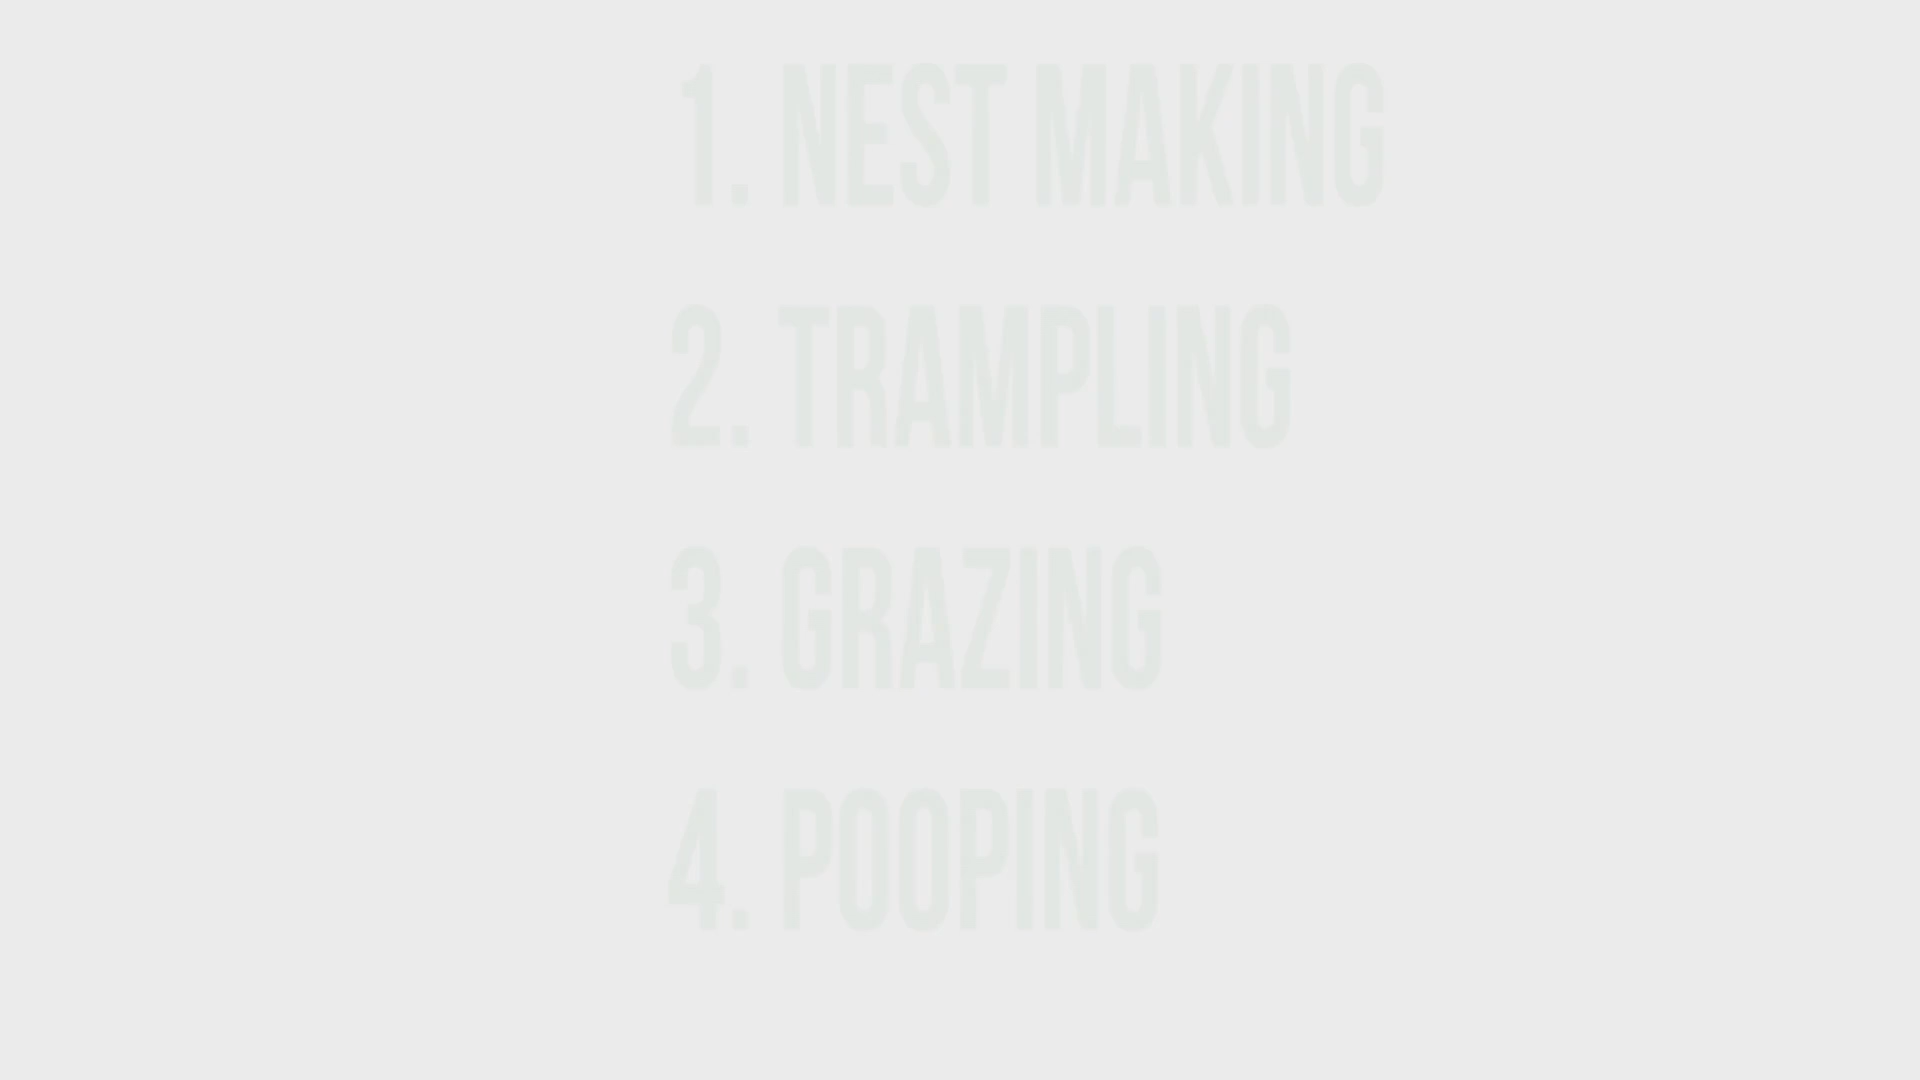 1. NEST MAKING
2. TRAMPLING
3. GRAZING
4. POOPING